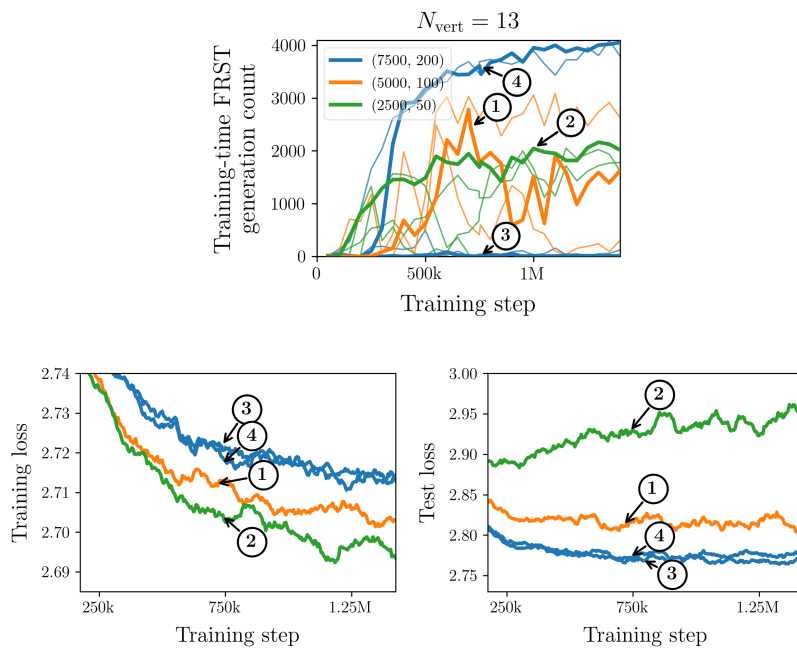 N_vert = 13
Training-time FRST
generation count
4000
3000
2000
1000
0
(7500, 200)
(5000, 100)
(2500, 50)
4
1
2
3
0
500k
1M
Training step
Training loss
2.74
2.73
2.72
2.71
2.70
2.69
3
4
1
2
250k
750k
1.25M
Training step
Test loss
3.00
2.95
2.90
2.85
2.80
2.75
2
1
4
3
250k
750k
1.25M
Training step